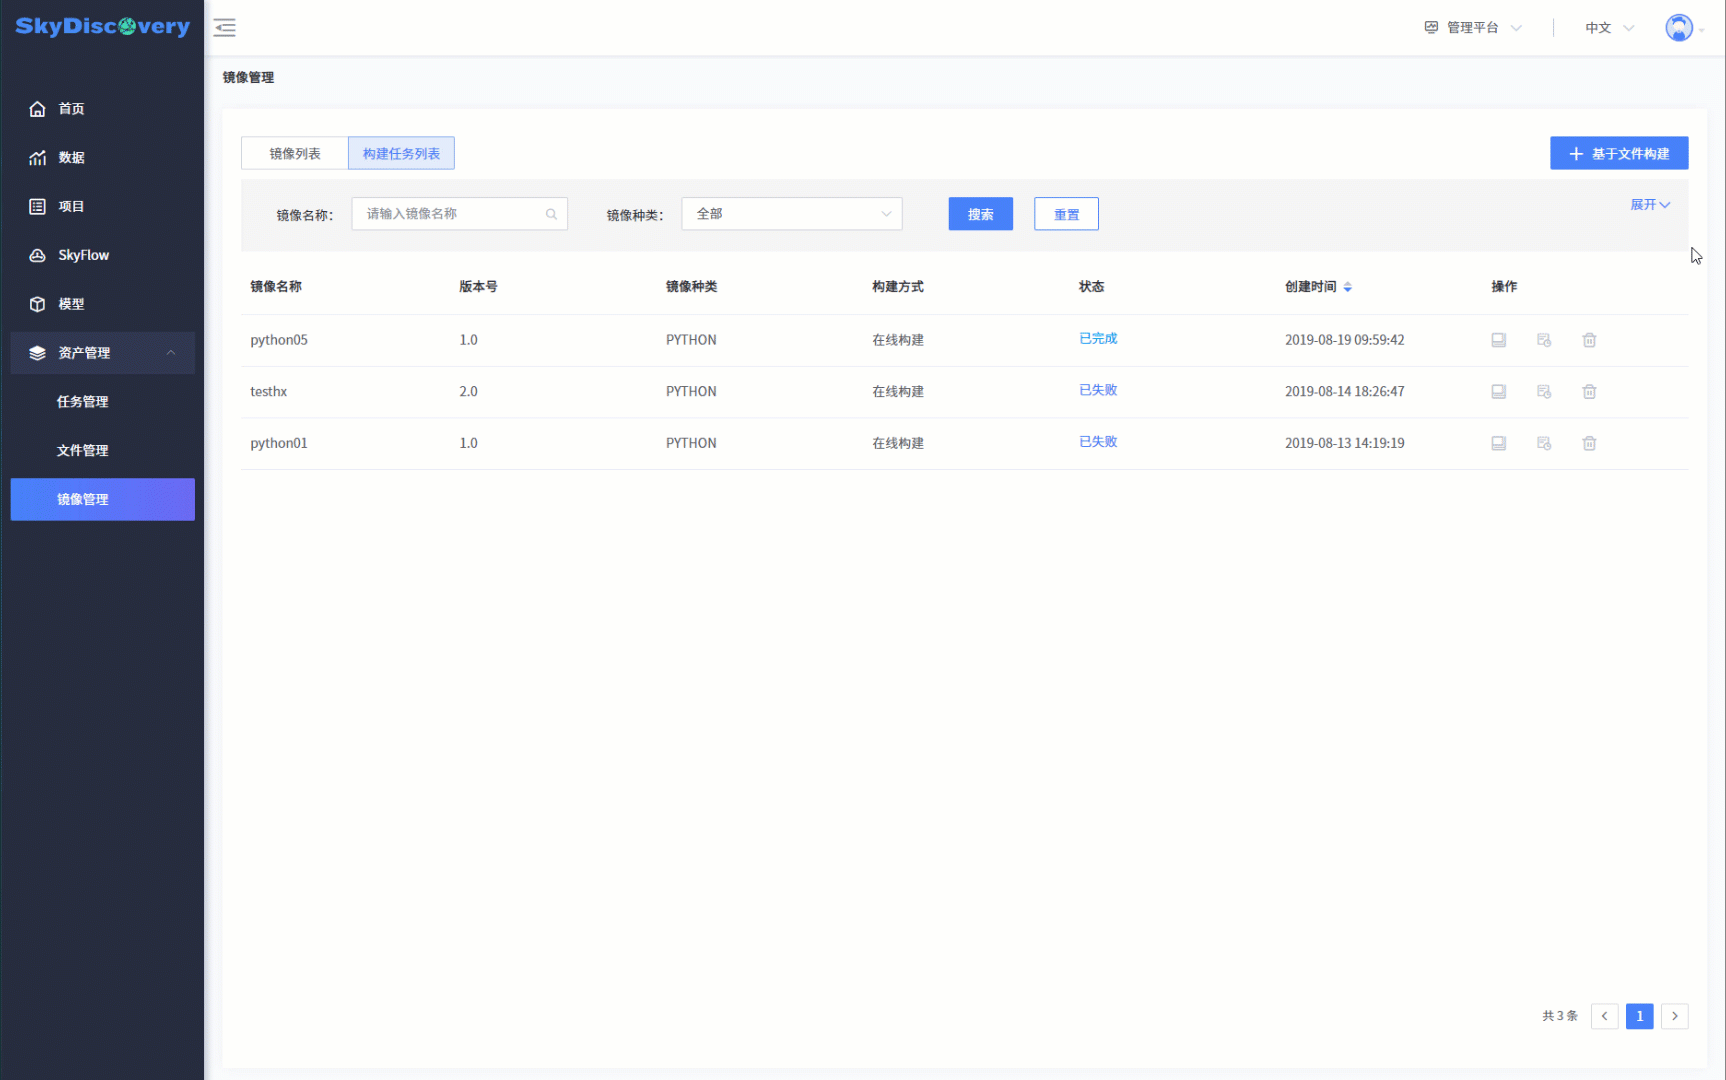 SkyDiscovery
管理平台
中文
镜像管理
首页
数据
项目
SkyFlow
模型
资产管理
任务管理
文件管理
镜像管理
镜像列表 构建任务列表
基于文件构建
镜像名称： 请输入镜像名称 镜像种类： 全部 搜索 重置 展开
镜像名称 版本号 镜像种类 构建方式 状态 创建时间 操作
python05 1.0 PYTHON 在线构建 已完成 2019-08-19 09:59:42
testhx 2.0 PYTHON 在线构建 已失败 2019-08-14 18:26:47
python01 1.0 PYTHON 在线构建 已失败 2019-08-13 14:19:19
共 3 条 1